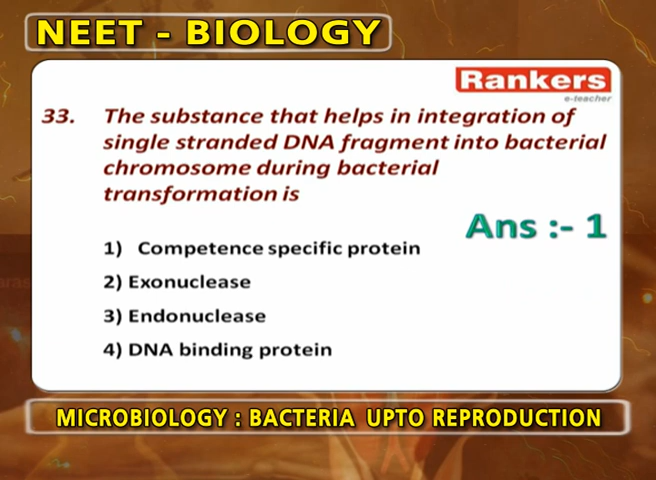 NEET - BIOLOGY
Rankers
e-teacher
33. The substance that helps in integration of
single stranded DNA fragment into bacterial
chromosome during bacterial
transformation is
Ans :- 1
1) Competence specific protein
2) Exonuclease
3) Endonuclease
4) DNA binding protein
MICROBIOLOGY : BACTERIA UPTO REPRODUCTION